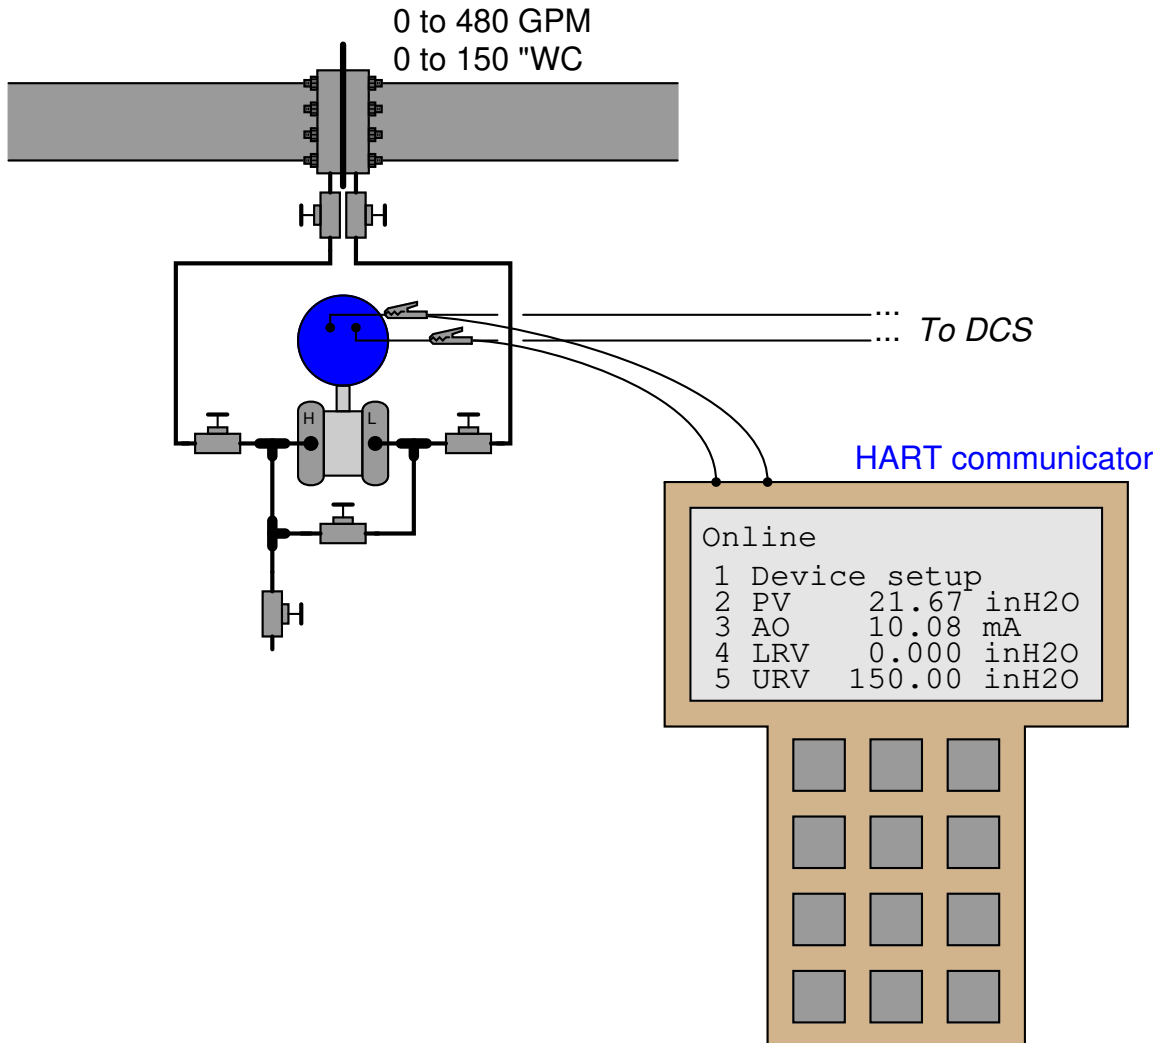 0 to 480 GPM
0 to 150 "WC
...
... To DCS
H L
HART communicator
Online
1 Device setup
2 PV 21.67 inH2O
3 AO 10.08 mA
4 LRV 0.000 inH2O
5 URV 150.00 inH2O